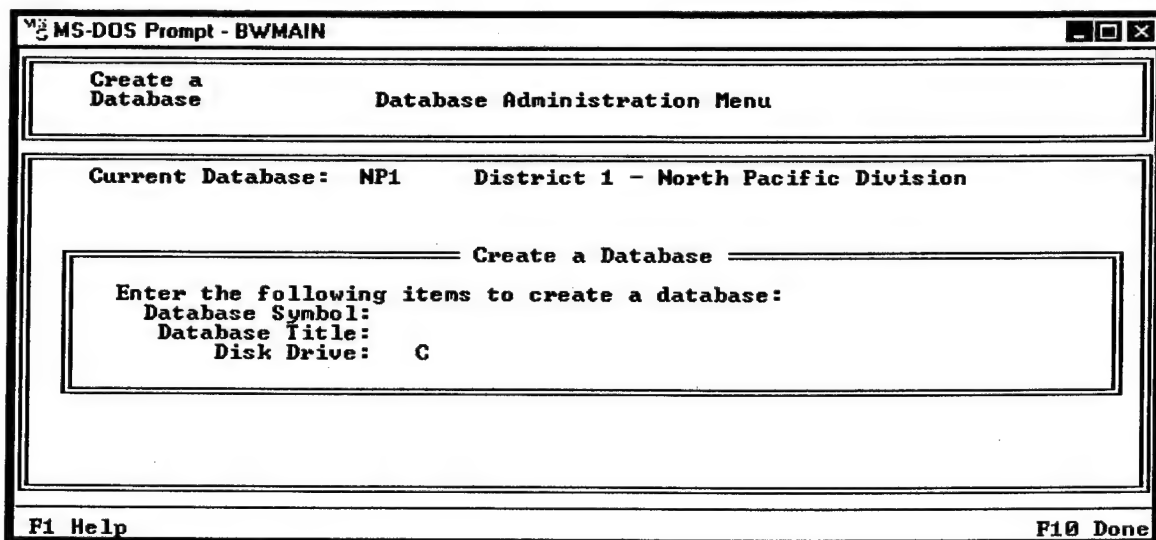 MS-DOS Prompt - BWMAIN
Create a
Database Database Administration Menu
Current Database: NP1 District 1 - North Pacific Division
Create a Database
Enter the following items to create a database:
Database Symbol:
Database Title:
Disk Drive: C
F1 Help F10 Done